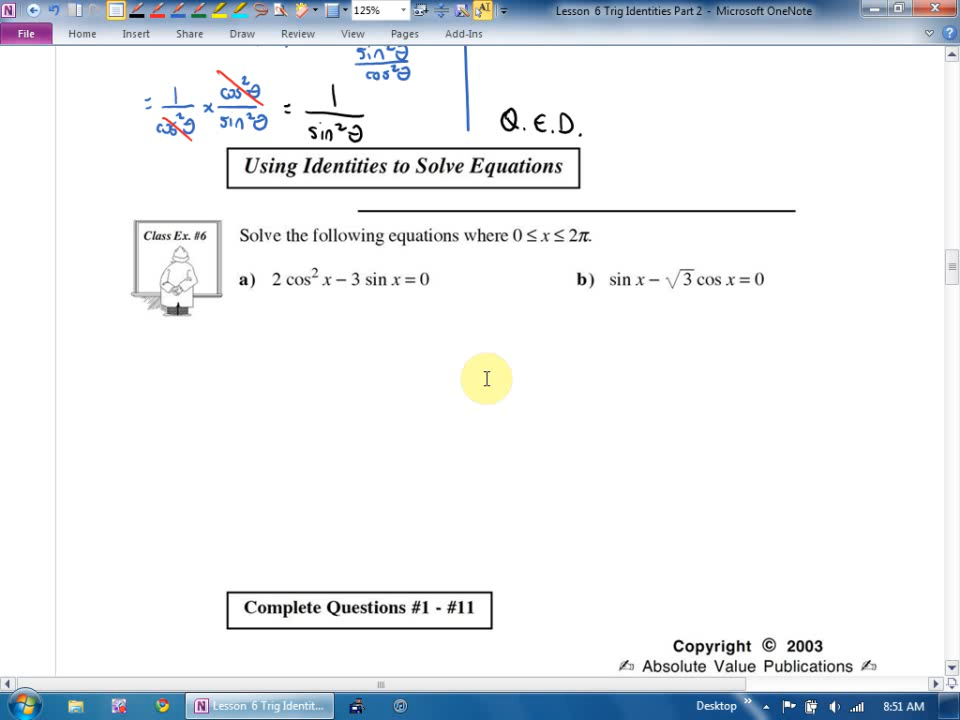 125%
Lesson 6 Trig Identities Part 2 - Microsoft OneNote
File Home Insert Share Draw Review Pages View Add-Ins
sin²θ
cos²θ
= 1/cos²θ × cos²θ/sin²θ = 1/sin²θ
Q.E.D.
Using Identities to Solve Equations
Class Ex. #6
Solve the following equations where 0 ≤ x ≤ 2π.
a) 2 cos² x − 3 sin x = 0
b) sin x − √3 cos x = 0
Complete Questions #1 - #11
Copyright © 2003
✍ Absolute Value Publications ✍
Lesson 6 Trig Identit...
Desktop » 8:51 AM